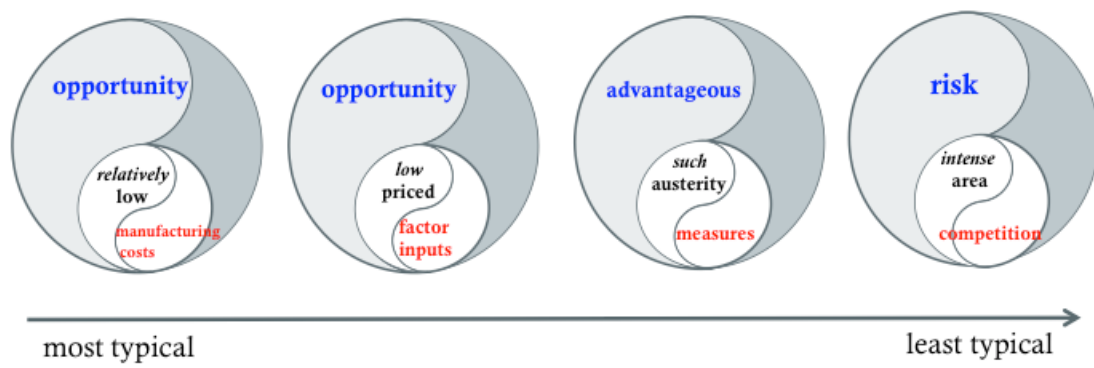 opportunity
relatively
low
manufacturing
costs
opportunity
low
priced
factor
inputs
advantageous
such
austerity
measures
risk
intense
area
competition
most typical
least typical